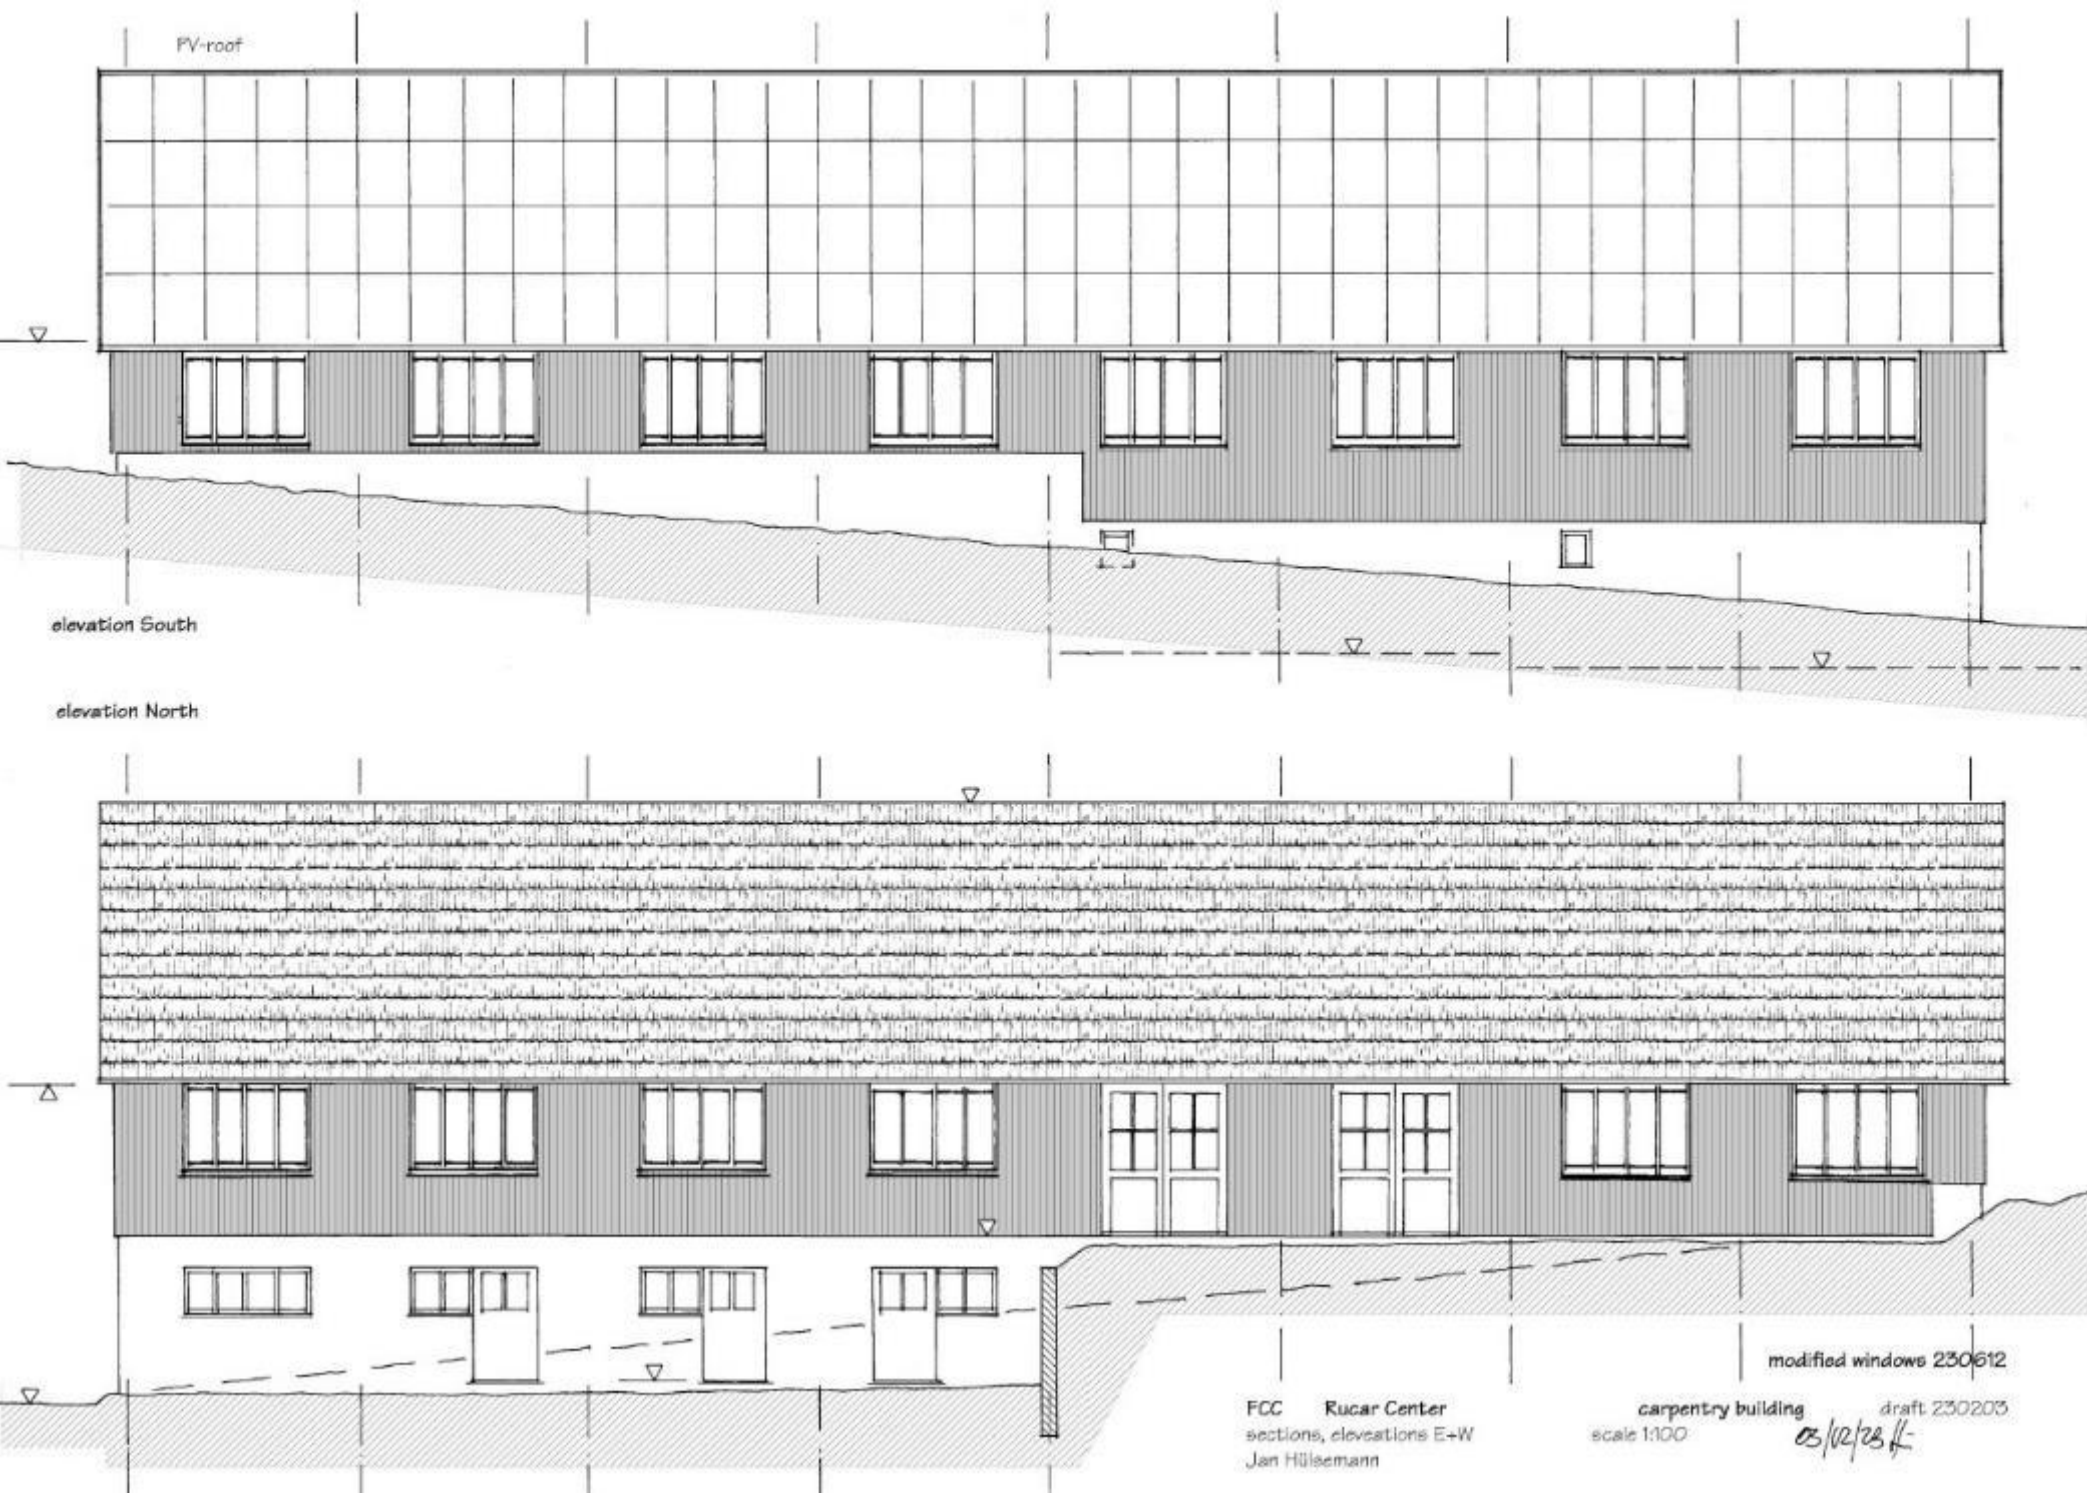 PV-roof
elevation South
elevation North
modified windows 230612
FCC Rucar Center carpentry building draft 230203
sections, eleveations E+W scale 1:100 03/02/23
Jan Hülsemann